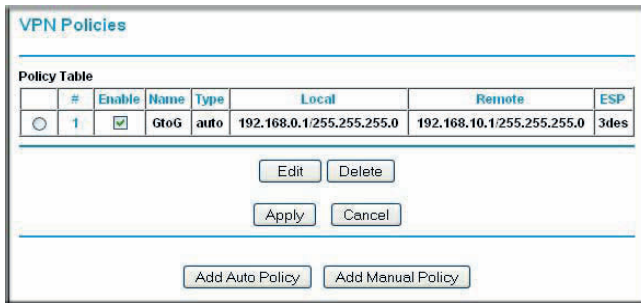 VPN Policies
Policy Table
# Enable Name Type Local Remote ESP
1 GtoG auto 192.168.0.1/255.255.255.0 192.168.10.1/255.255.255.0 3des
Edit Delete
Apply Cancel
Add Auto Policy Add Manual Policy